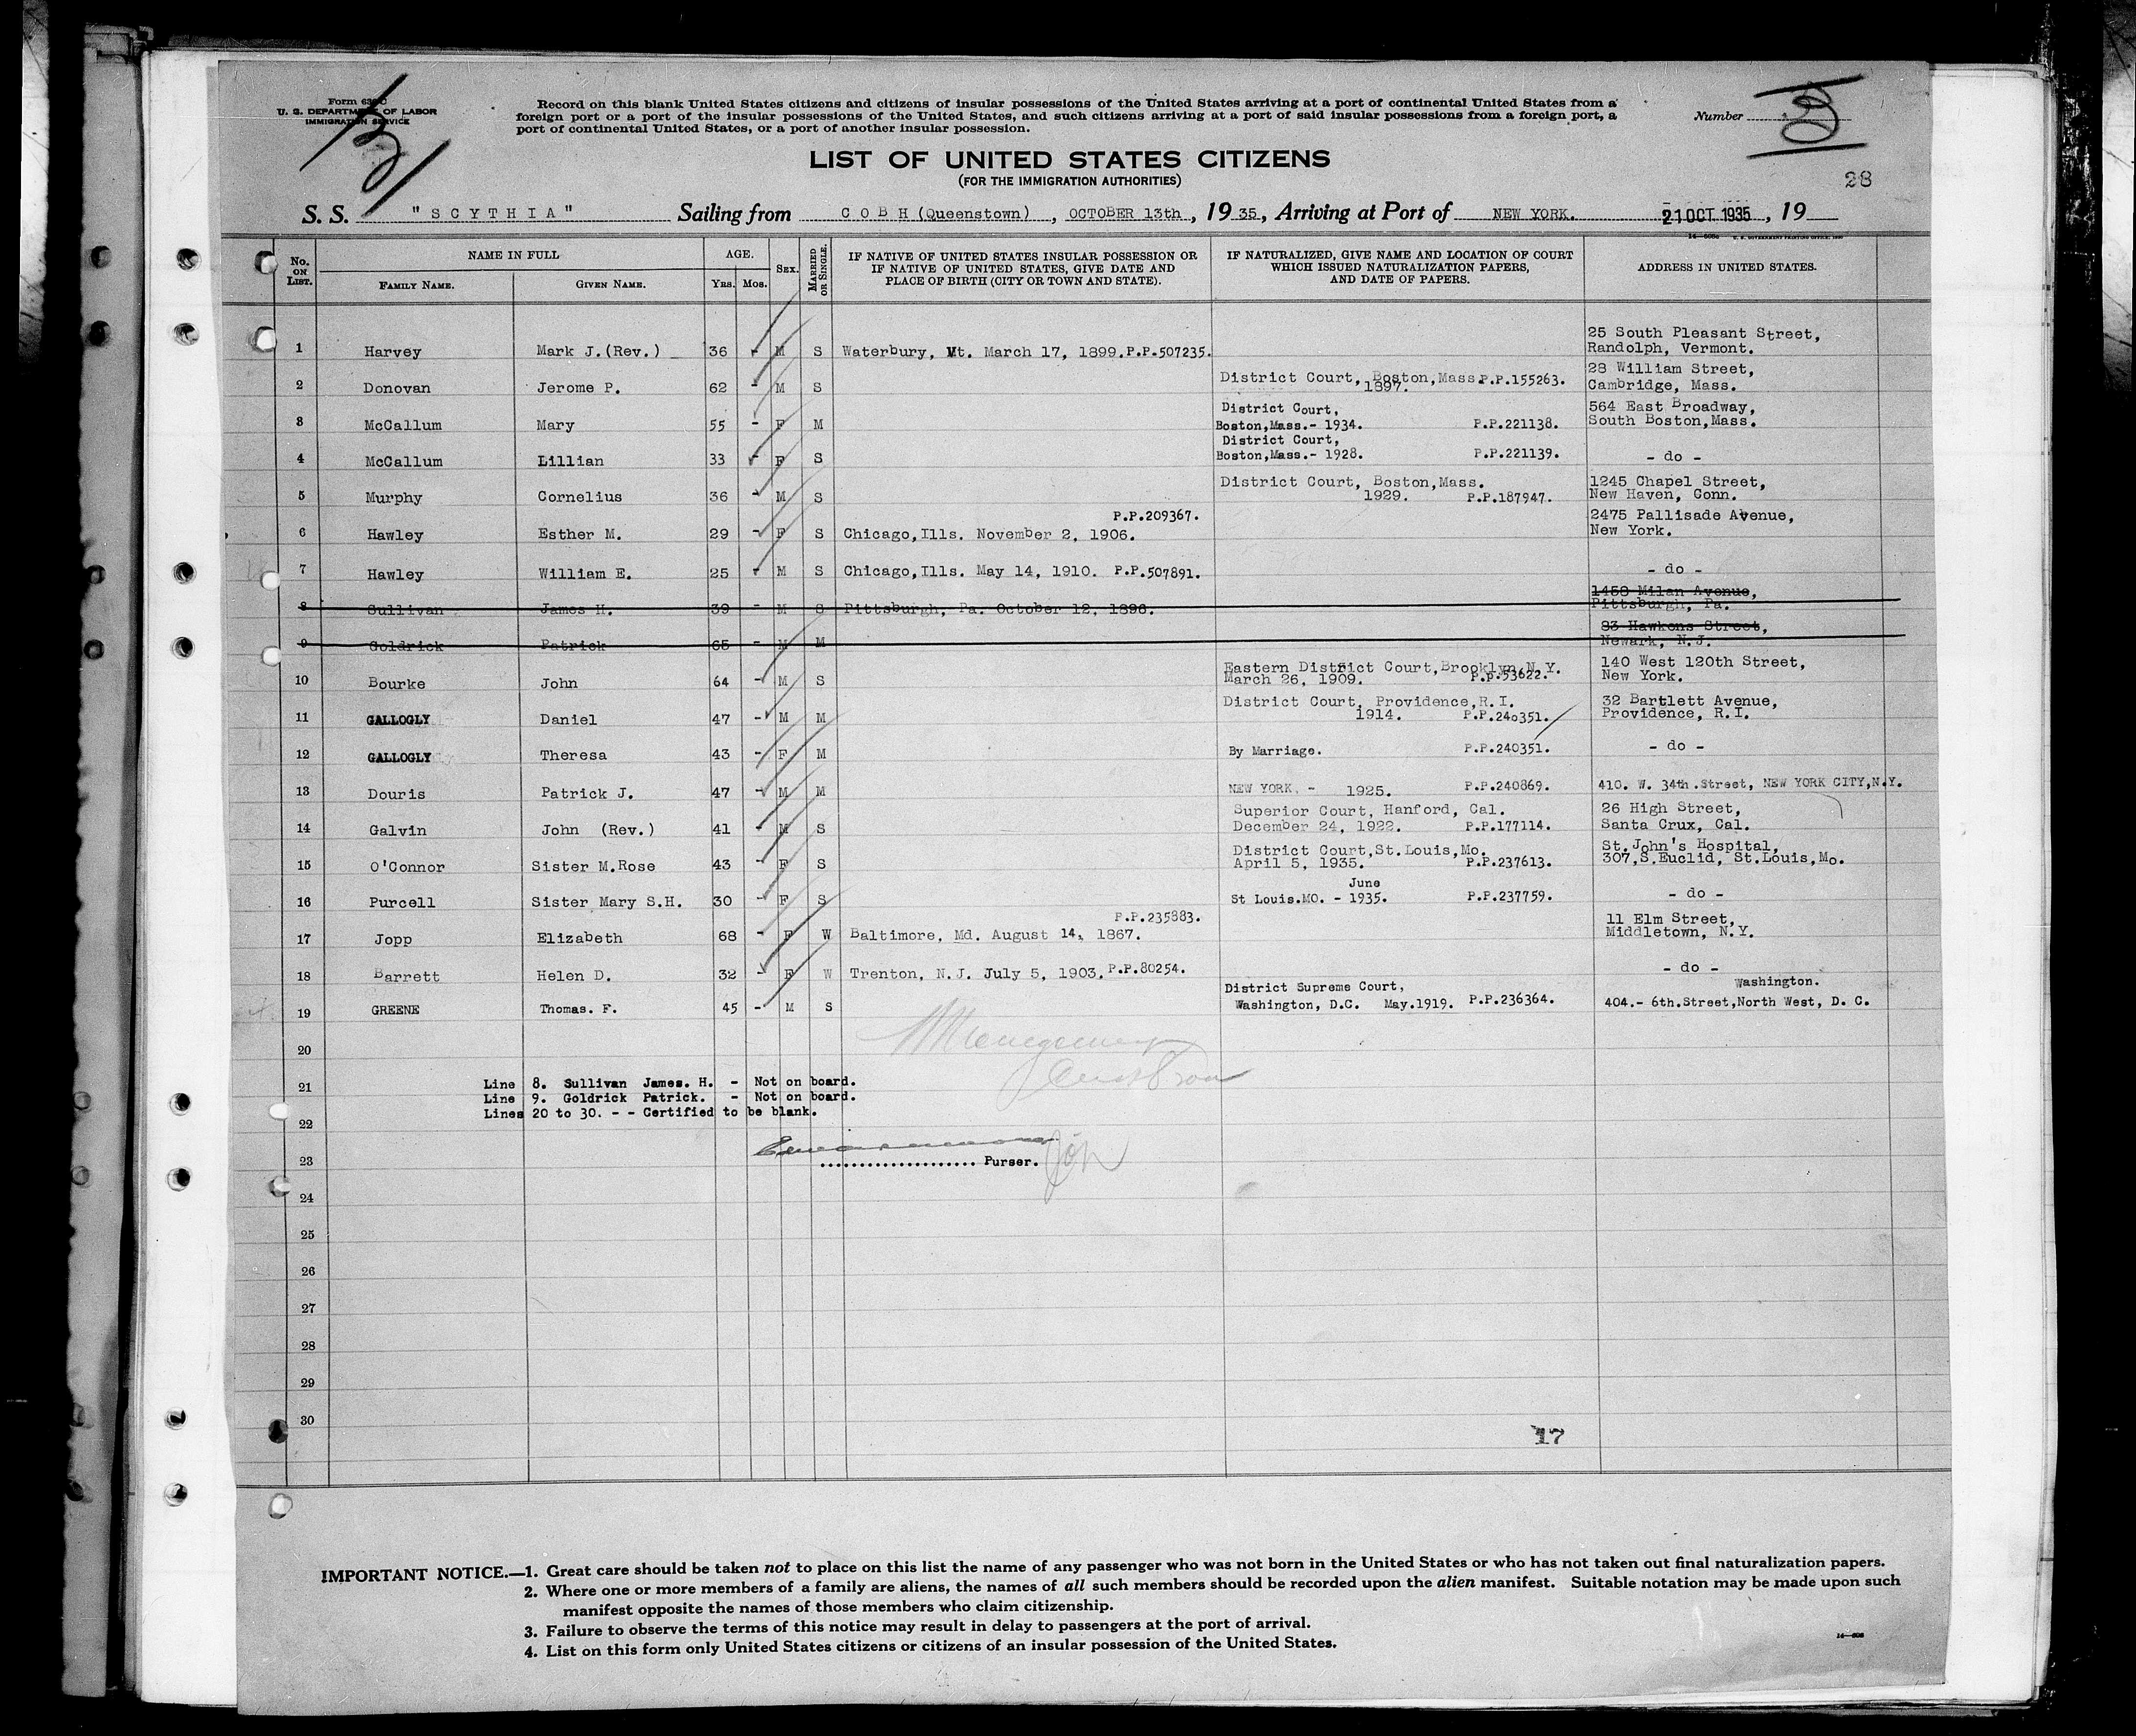 Form 630 C
U. S. DEPARTMENT OF LABOR
IMMIGRATION SERVICE
Record on this blank United States citizens and citizens of insular possessions of the United States arriving at a port of continental United States from a
foreign port or a port of the insular possessions of the United States, and such citizens arriving at a port of said insular possessions from a foreign port, a
port of continental United States, or a port of another insular possession.
Number
LIST OF UNITED STATES CITIZENS
(FOR THE IMMIGRATION AUTHORITIES)
28
S. S. "SCYTHIA" Sailing from COBH (Queenstown), OCTOBER 13th, 1935, Arriving at Port of NEW YORK. 21 OCT 1935, 19
No. ON LIST. NAME IN FULL FAMILY NAME. GIVEN NAME. AGE. YRS. MOS. SEX. MARRIED OR SINGLE. IF NATIVE OF UNITED STATES INSULAR POSSESSION OR IF NATIVE OF UNITED STATES, GIVE DATE AND PLACE OF BIRTH (CITY OR TOWN AND STATE). IF NATURALIZED, GIVE NAME AND LOCATION OF COURT WHICH ISSUED NATURALIZATION PAPERS, AND DATE OF PAPERS. ADDRESS IN UNITED STATES.
1 Harvey Mark J.(Rev.) 36 - M S Waterbury, Vt. March 17, 1899. P.P.507235. 25 South Pleasant Street, Randolph, Vermont.
2 Donovan Jerome P. 62 - M S District Court, Boston,Mass. 1897. P.P.155263. 28 William Street, Cambridge, Mass.
3 McCallum Mary 55 - F M District Court, Boston,Mass.- 1934. P.P.221138. 564 East Broadway, South Boston,Mass.
4 McCallum Lillian 33 - F S District Court, Boston,Mass.- 1928. P.P.221139. - do -
5 Murphy Cornelius 36 - M S District Court, Boston,Mass. 1929. P.P.187947. 1245 Chapel Street, New Haven, Conn.
6 Hawley Esther M. 29 - F S Chicago,Ills. November 2, 1906. P.P.209367. 2475 Pallisade Avenue, New York.
7 Hawley William E. 25 - M S Chicago,Ills. May 14, 1910. P.P.507891. - do -
8 Sullivan James H. 39 - M S Pittsburgh, Pa. October 12, 1896. 1458 Milan Avenue, Pittsburgh, Pa.
9 Goldrick Patrick 65 - M M 83 Hawkens Street, Newark, N.J.
10 Bourke John 64 - M S Eastern District Court,Brooklyn,N.Y. March 26, 1909. P.P.53622. 140 West 120th Street, New York.
11 GALLOGLY Daniel 47 - M M District Court, Providence,R.I. 1914. P.P.240351. 32 Bartlett Avenue, Providence, R.I.
12 GALLOGLY Theresa 43 - F M By Marriage. P.P.240351. - do -
13 Douris Patrick J. 47 - M M NEW YORK. - 1925. P.P.240869. 410. W. 34th.Street, NEW YORK CITY,N.Y.
14 Galvin John (Rev.) 41 - M S Superior Court, Hanford, Cal. December 24, 1922. P.P.177114. 26 High Street, Santa Crux, Cal.
15 O'Connor Sister M.Rose 43 - F S District Court,St.Louis,Mo. April 5, 1935. P.P.237613. St.John's Hospital, 307,S.Euclid, St.Louis,Mo.
16 Purcell Sister Mary S.H. 30 - F S St Louis.MO. - June 1935. P.P.237759. - do -
17 Jopp Elizabeth 68 - F W Baltimore, Md. August 14, 1867. P.P.235883. 11 Elm Street, Middletown, N.Y.
18 Barrett Helen D. 32 - F W Trenton, N.J. July 5, 1903. P.P.80254. - do -
19 GREENE Thomas. F. 45 - M S District Supreme Court, Washington, D.C. May.1919. P.P.236364. Washington. 404.- 6th.Street,North West, D. C.
20
21 Line 8. Sullivan James. H. - Not on board.
Line 9. Goldrick Patrick. - Not on board.
Lines 20 to 30. - - Certified to be blank.
22
23 .................... Purser.
24
25
26
27
28
29
30
17
IMPORTANT NOTICE.—1. Great care should be taken not to place on this list the name of any passenger who was not born in the United States or who has not taken out final naturalization papers.
2. Where one or more members of a family are aliens, the names of all such members should be recorded upon the alien manifest. Suitable notation may be made upon such
manifest opposite the names of those members who claim citizenship.
3. Failure to observe the terms of this notice may result in delay to passengers at the port of arrival.
4. List on this form only United States citizens or citizens of an insular possession of the United States.